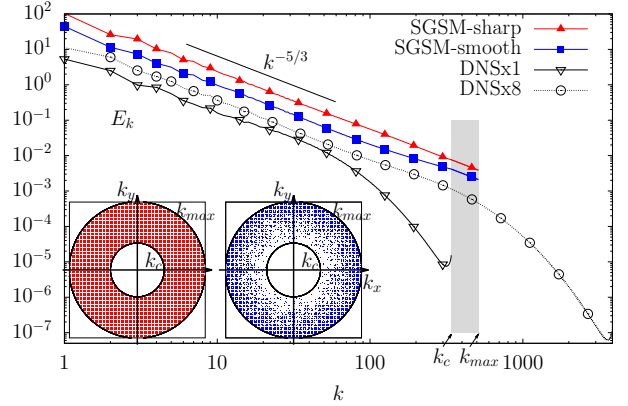 10^2
10^1
10^0
10^-1
10^-2
10^-3
10^-4
10^-5
10^-6
10^-7
SGSM-sharp
SGSM-smooth
DNSx1
DNSx8
k^{-5/3}
E_k
k_y
k_max
k_c
k_y
k_max
k_c
k_x
k_c
k_max
1
10
100
1000
k